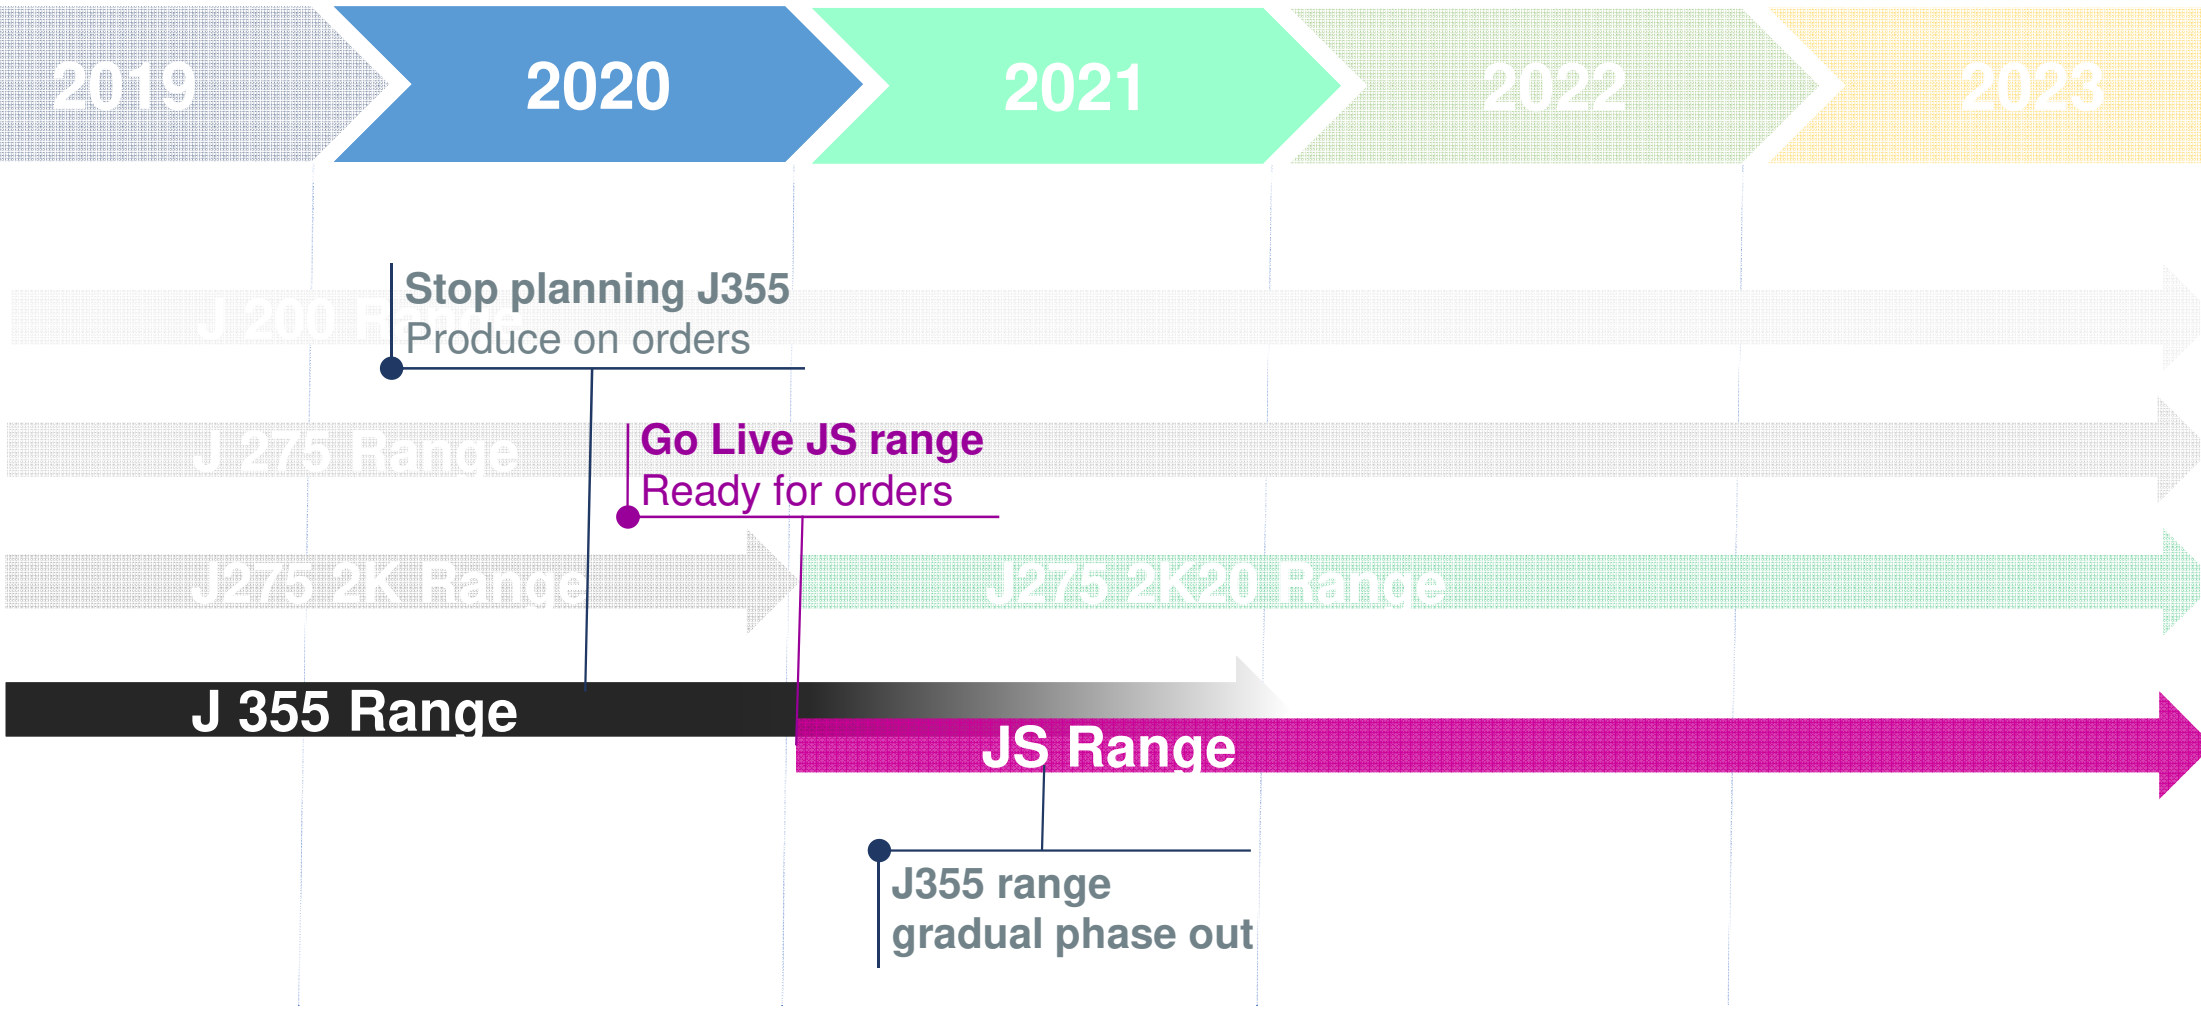 2019
2020
2021
2022
2023
Stop planning J355
J 200 Range
Produce on orders
Go Live JS range
J 275 Range
Ready for orders
J275 2K Range
J275 2K20 Range
J 355 Range
JS Range
J355 range
gradual phase out